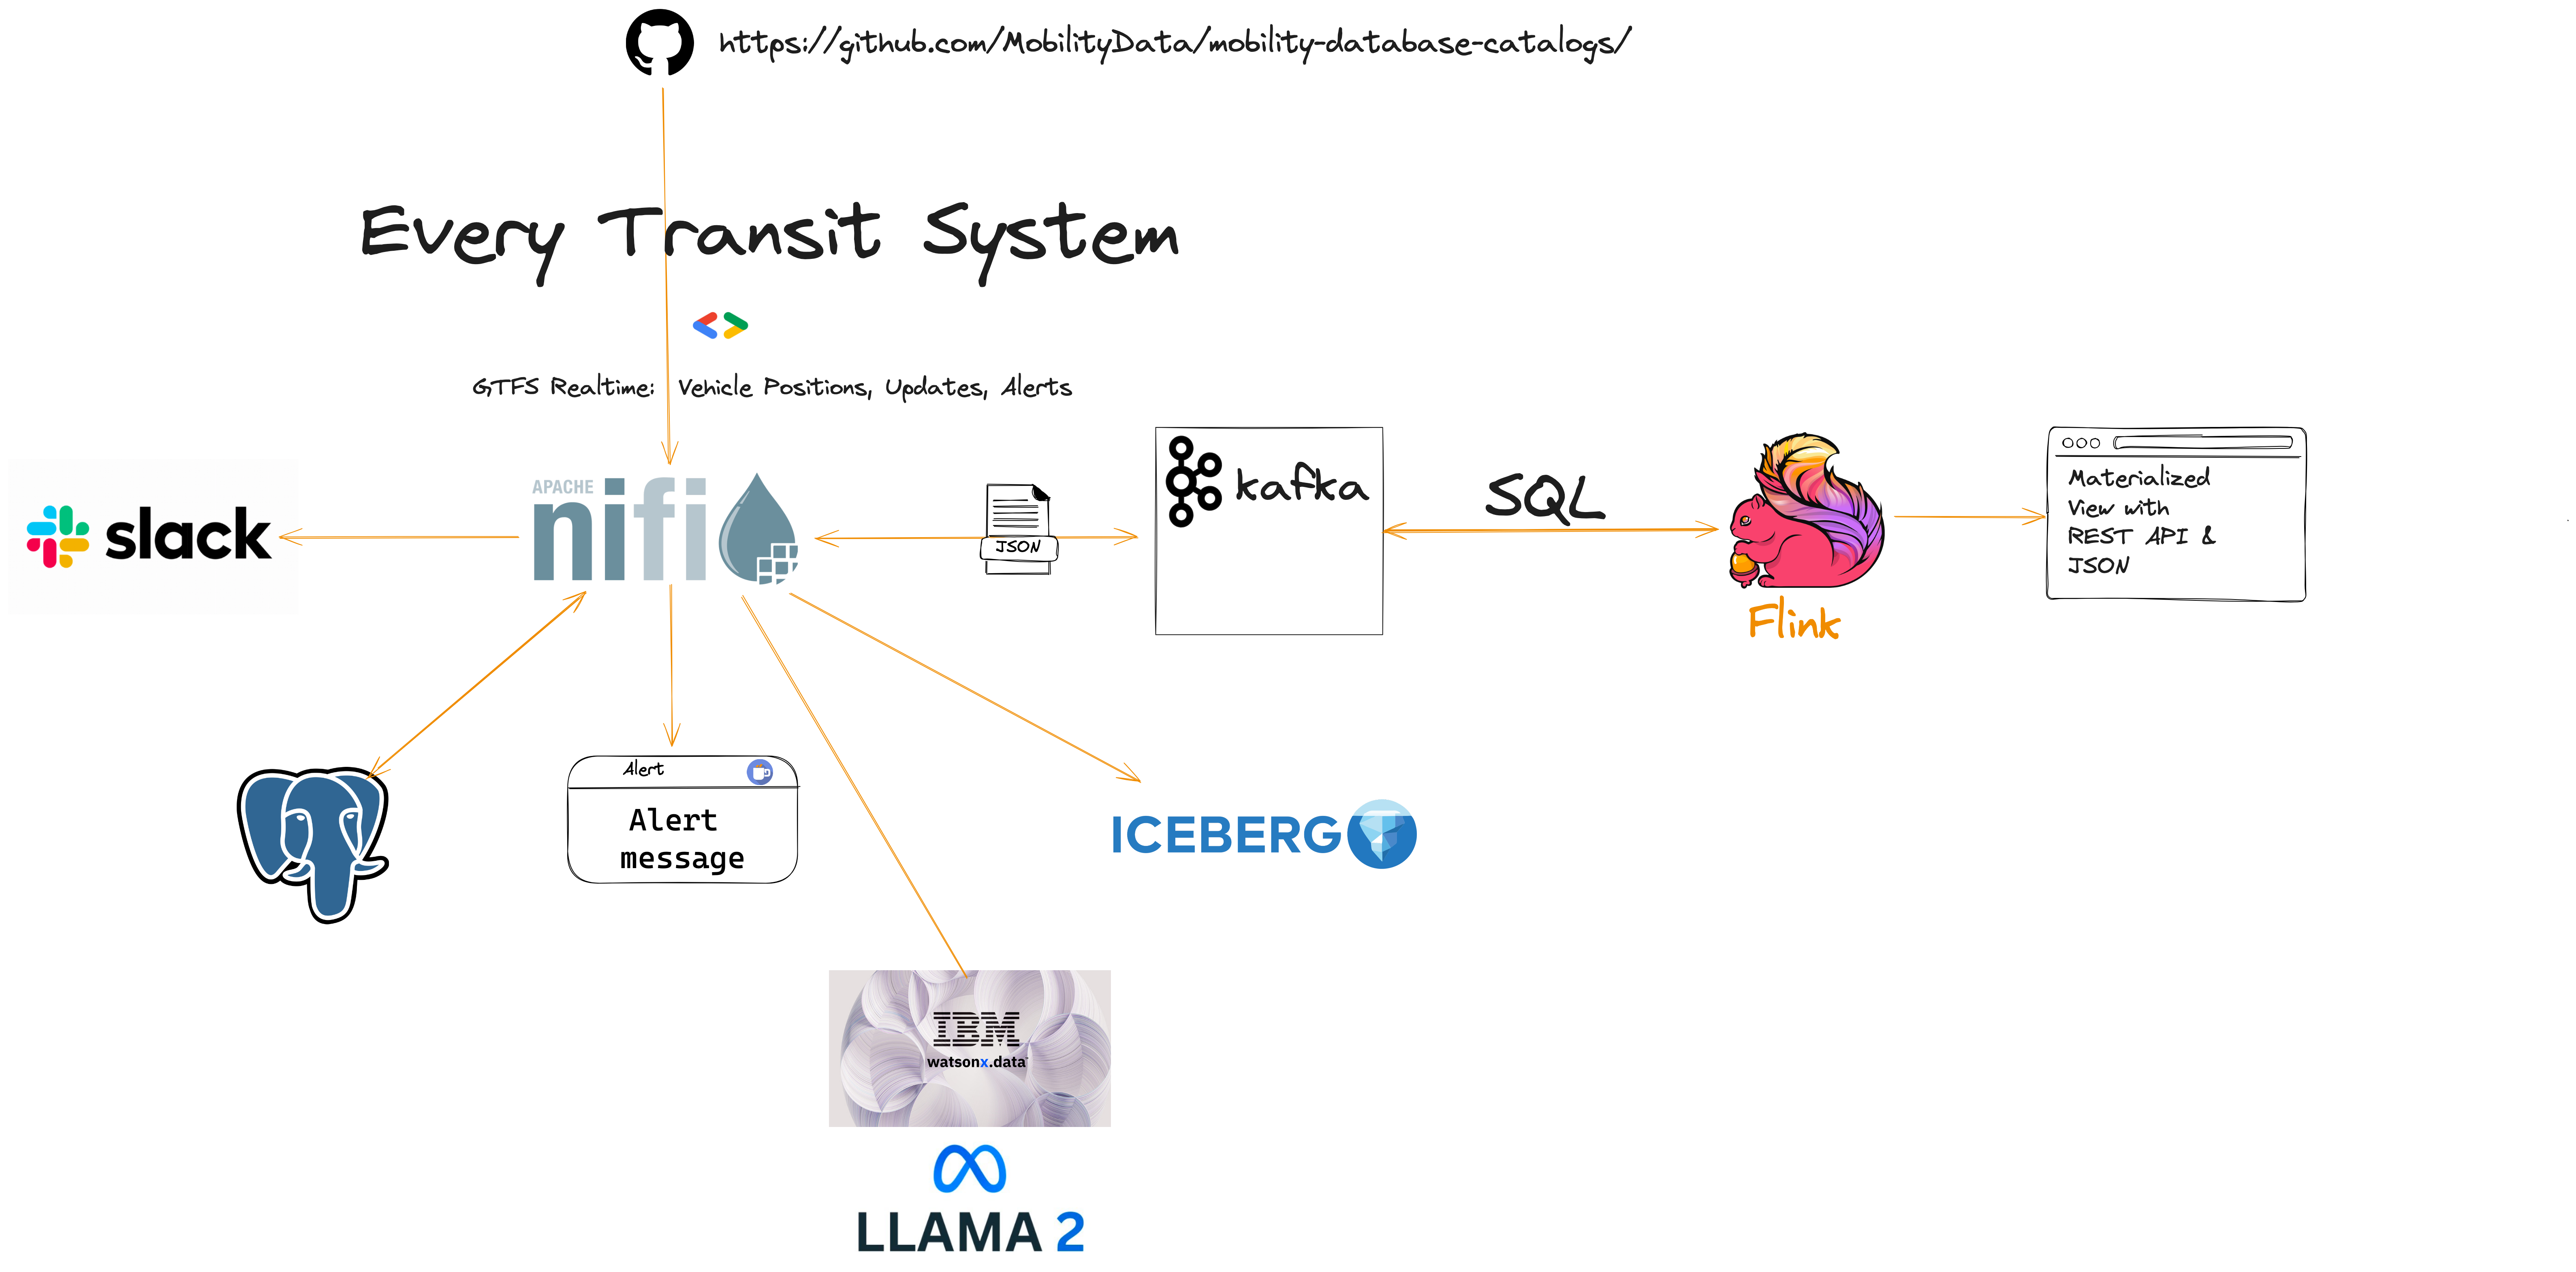 https://github.com/MobilityData/mobility-database-catalogs/
Every Transit System
GTFS Realtime: Vehicle Positions, Updates, Alerts
slack
APACHE
nifi
JSON
kafka
SQL
Flink
Materialized
View with
REST API &
JSON
Alert
Alert
message
ICEBERG
IBM
watsonx.data
LLAMA 2